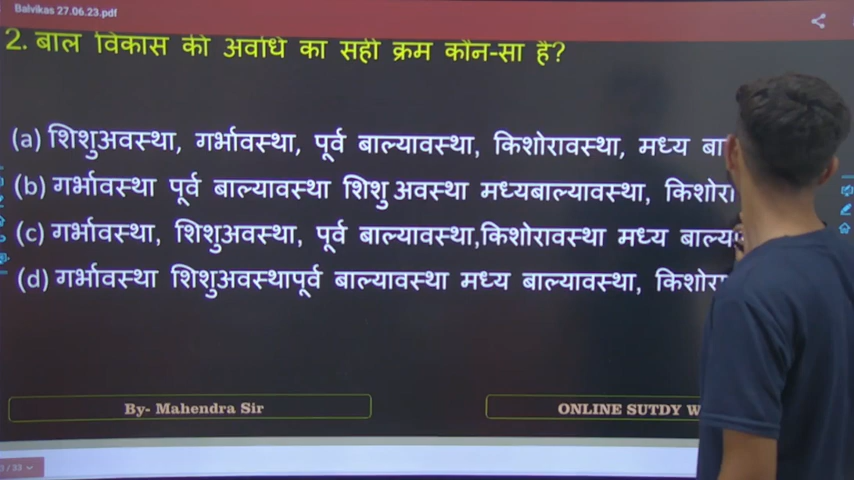 Balvikas 27.06.23.pdf
2. बाल विकास की अवधि का सही क्रम कौन-सा है?
(a) शिशुअवस्था, गर्भावस्था, पूर्व बाल्यावस्था, किशोरावस्था, मध्य
(b) गर्भावस्था पूर्व बाल्यावस्था शिशु अवस्था मध्यबाल्यावस्था,
(c) गर्भावस्था, शिशुअवस्था, पूर्व बाल्यावस्था,किशोरावस्था मध्य
(d) गर्भावस्था शिशुअवस्थापूर्व बाल्यावस्था मध्य बाल्यावस्था,
By- Mahendra Sir
ONLINE SUTDY W
/ 33